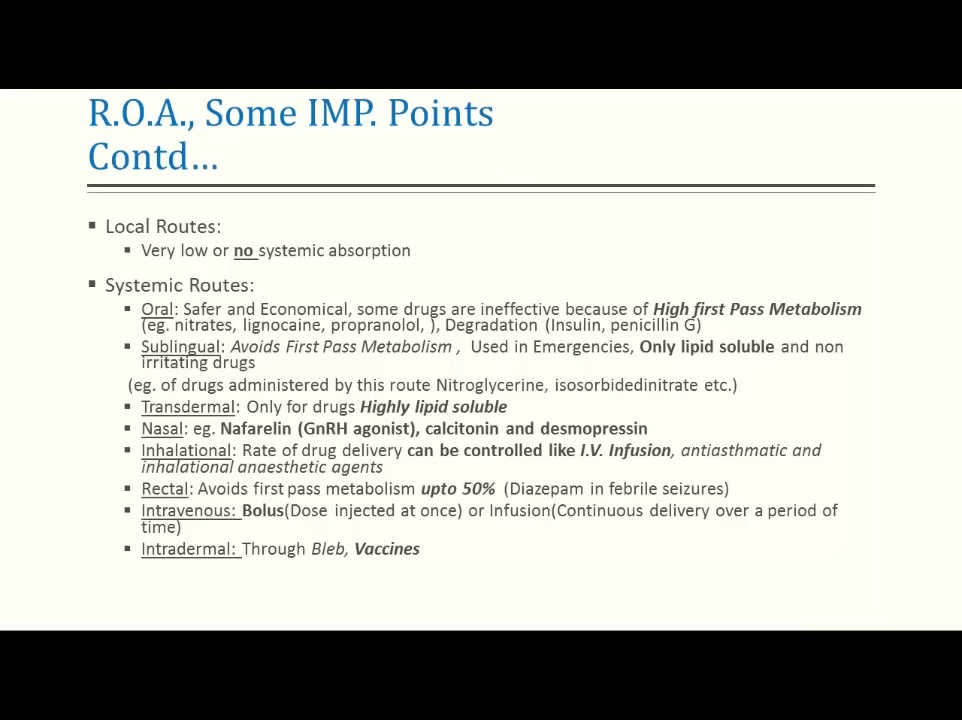 R.O.A., Some IMP. Points
Contd...
▪ Local Routes:
▪ Very low or no systemic absorption
▪ Systemic Routes:
▪ Oral: Safer and Economical, some drugs are ineffective because of High first Pass Metabolism
(eg. nitrates, lignocaine, propranolol, ), Degradation (Insulin, penicillin G)
▪ Sublingual: Avoids First Pass Metabolism , Used in Emergencies, Only lipid soluble and non
irritating drugs
(eg. of drugs administered by this route Nitroglycerine, isosorbidedinitrate etc.)
▪ Transdermal: Only for drugs Highly lipid soluble
▪ Nasal: eg. Nafarelin (GnRH agonist), calcitonin and desmopressin
▪ Inhalational: Rate of drug delivery can be controlled like I.V. Infusion, antiasthmatic and
inhalational anaesthetic agents
▪ Rectal: Avoids first pass metabolism upto 50% (Diazepam in febrile seizures)
▪ Intravenous: Bolus(Dose injected at once) or Infusion(Continuous delivery over a period of
time)
▪ Intradermal: Through Bleb, Vaccines